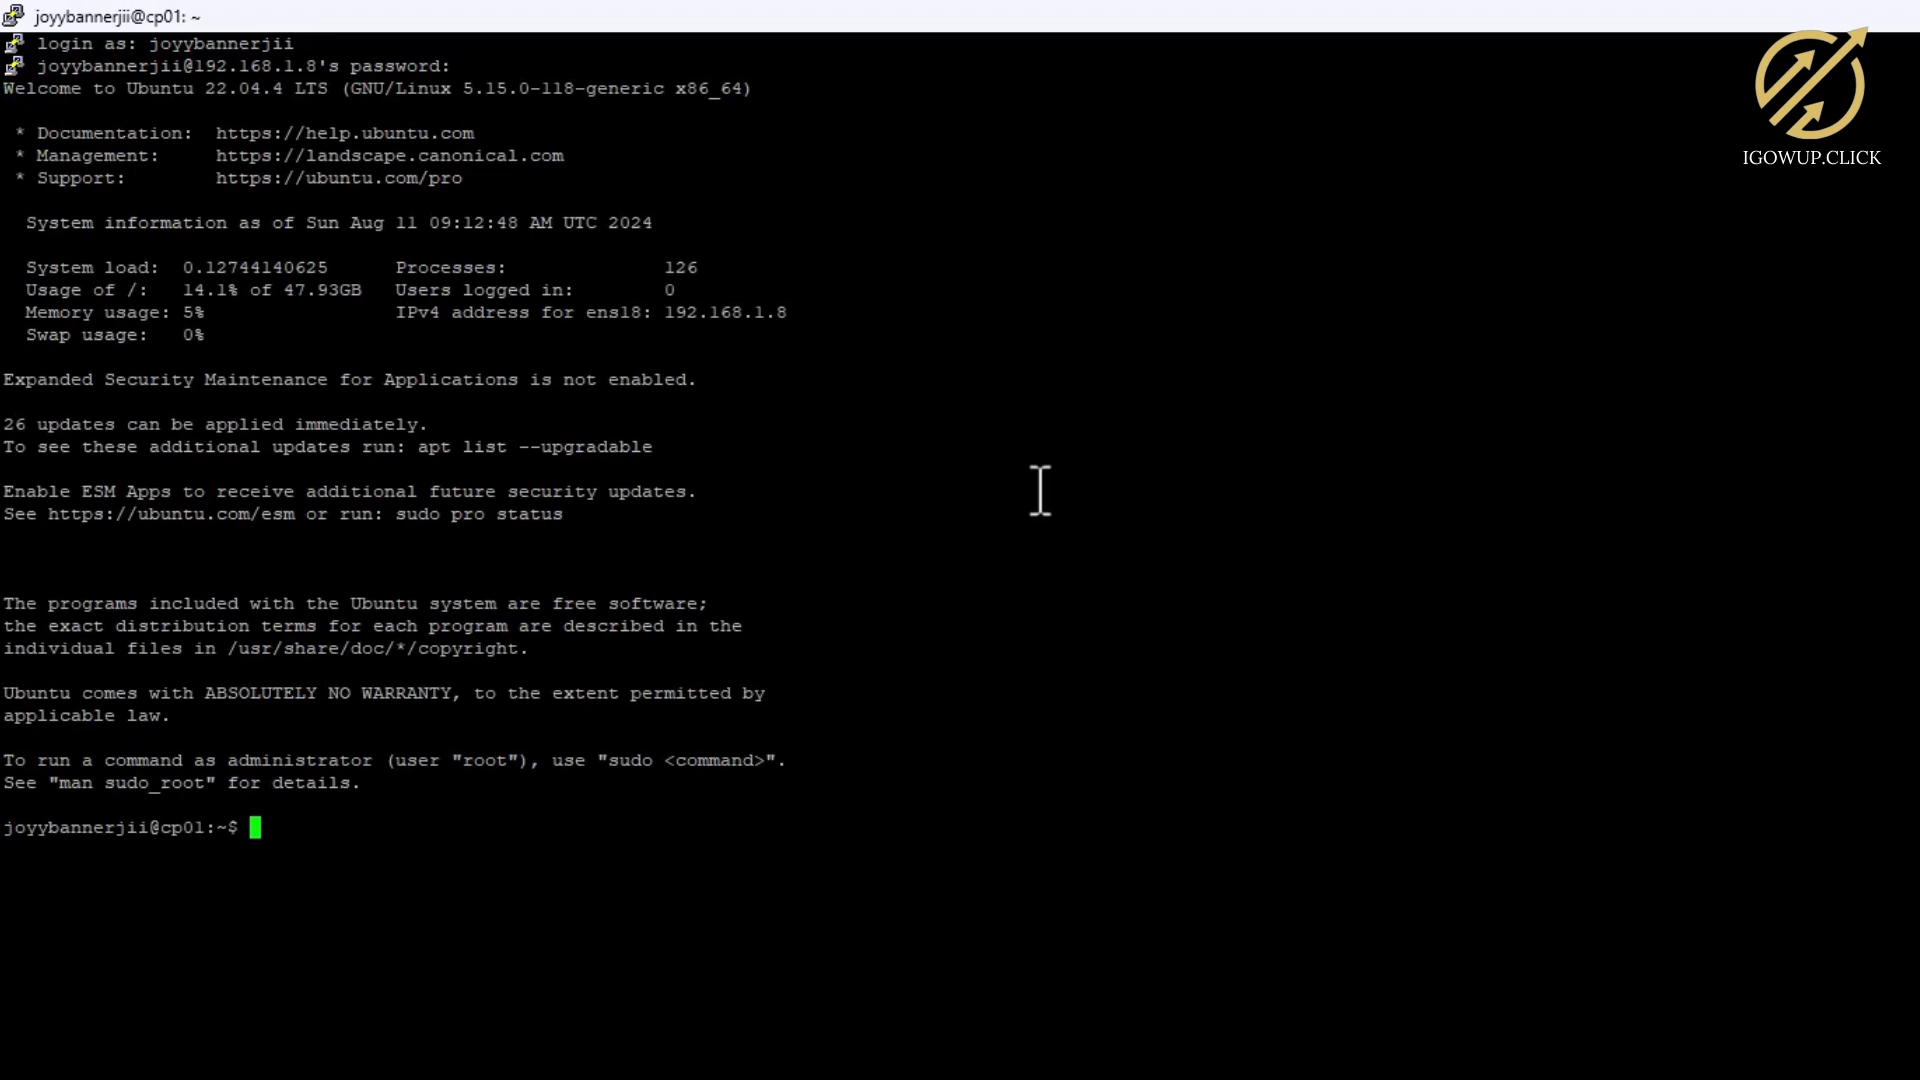 joyybannerjii@cp01: ~
login as: joyybannerjii
joyybannerjii@192.168.1.8's password:
Welcome to Ubuntu 22.04.4 LTS (GNU/Linux 5.15.0-118-generic x86_64)
* Documentation: https://help.ubuntu.com
* Management: https://landscape.canonical.com
* Support: https://ubuntu.com/pro
System information as of Sun Aug 11 09:12:48 AM UTC 2024
System load: 0.12744140625 Processes: 126
Usage of /: 14.1% of 47.93GB Users logged in: 0
Memory usage: 5% IPv4 address for ens18: 192.168.1.8
Swap usage: 0%
Expanded Security Maintenance for Applications is not enabled.
26 updates can be applied immediately.
To see these additional updates run: apt list --upgradable
Enable ESM Apps to receive additional future security updates.
See https://ubuntu.com/esm or run: sudo pro status
The programs included with the Ubuntu system are free software;
the exact distribution terms for each program are described in the
individual files in /usr/share/doc/*/copyright.
Ubuntu comes with ABSOLUTELY NO WARRANTY, to the extent permitted by
applicable law.
To run a command as administrator (user "root"), use "sudo <command>".
See "man sudo_root" for details.
joyybannerjii@cp01:~$
IGOWUP.CLICK